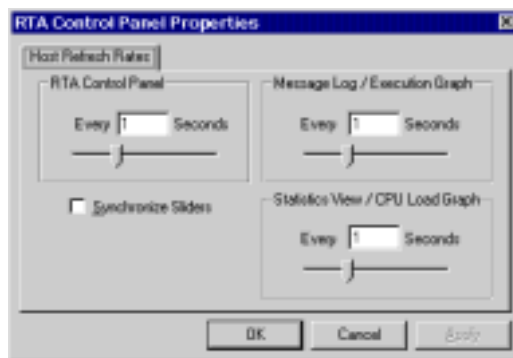 RTA Control Panel Properties
Host Refresh Rates
RTA Control Panel
Every 1 Seconds
Synchronize Sliders
Message Log / Execution Graph
Every 1 Seconds
Statistics View / CPU Load Graph
Every 1 Seconds
OK Cancel Apply